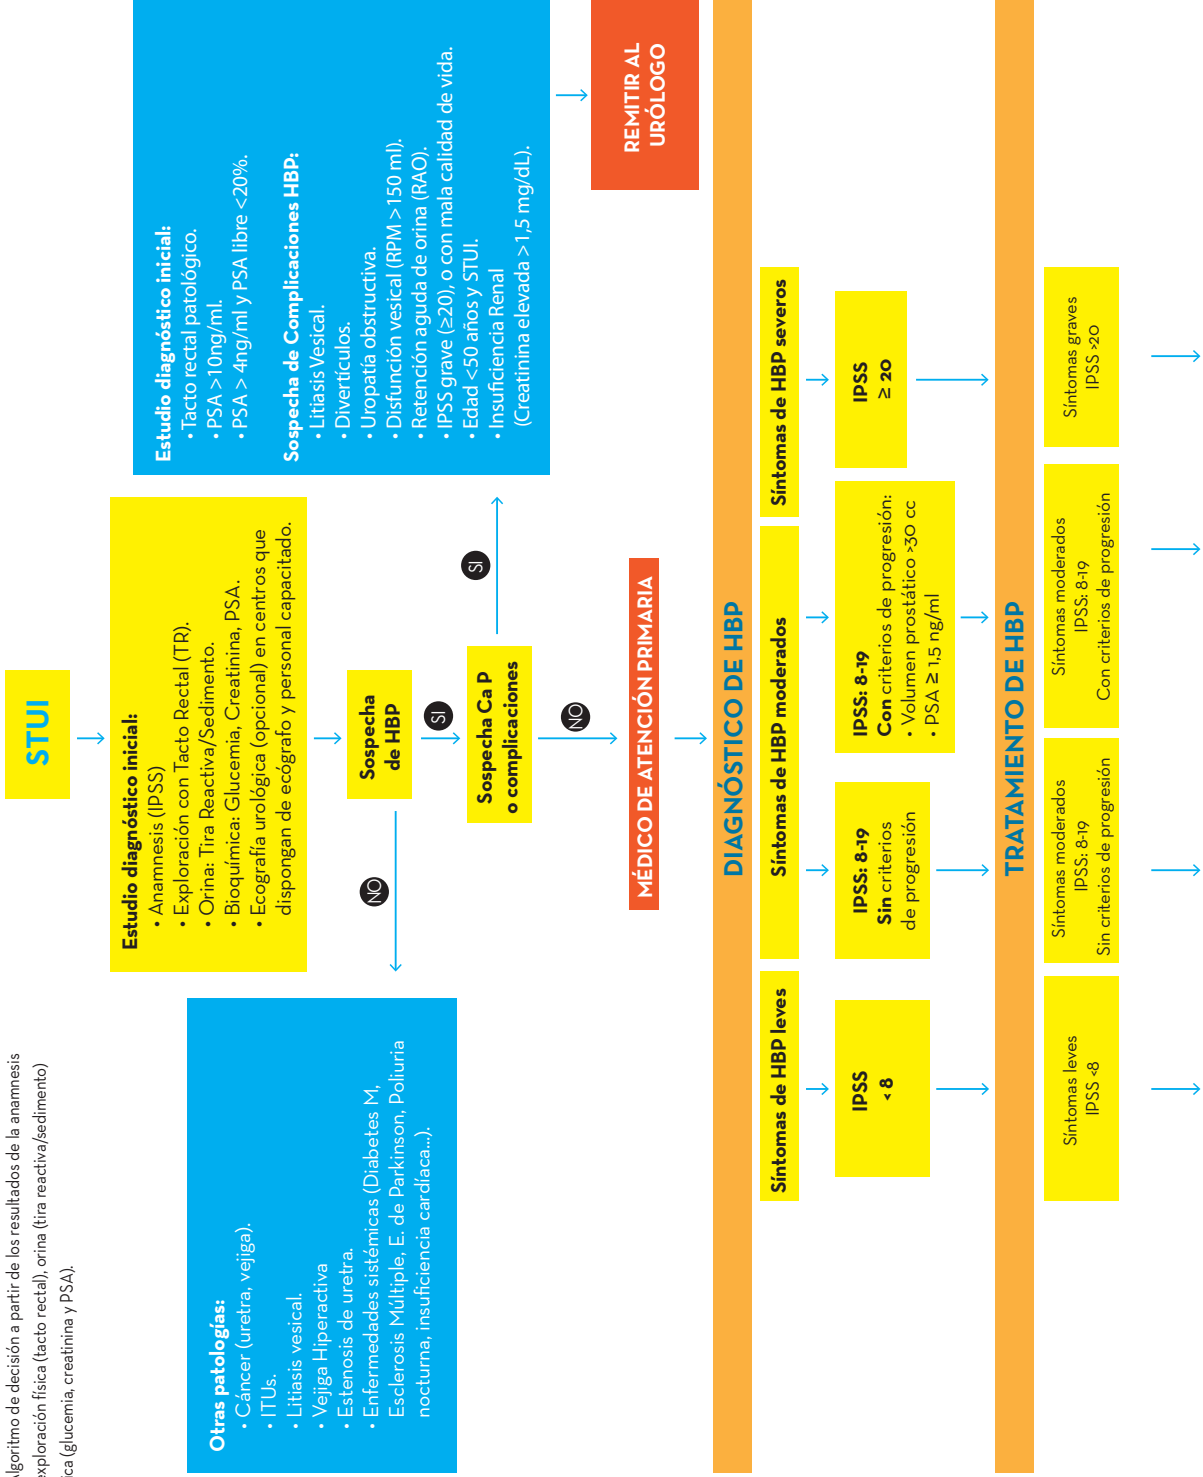 Algoritmo de decisión a partir de los resultados de la anamnesis
exploración física (tacto rectal), orina (tira reactiva/sedimento)
(glucemia, creatinina y PSA).
STUI
Estudio diagnóstico inicial:
• Anamnesis (IPSS)
• Exploración con Tacto Rectal (TR).
• Orina: Tira Reactiva/Sedimento.
• Bioquímica: Glucemia, Creatinina, PSA.
• Ecografía urológica (opcional) en centros que
dispongan de ecógrafo y personal capacitado.
Sospecha
de HBP
NO
SI
Otras patologías:
• Cáncer (uretra, vejiga).
• ITUs.
• Litiasis vesical.
• Vejiga Hiperactiva
• Estenosis de uretra.
• Enfermedades sistémicas (Diabetes M,
Esclerosis Múltiple, E. de Parkinson, Poliuria
nocturna, insuficiencia cardíaca...).
Sospecha Ca P
o complicaciones
SI
NO
Estudio diagnóstico inicial:
• Tacto rectal patológico.
• PSA >10ng/ml.
• PSA > 4ng/ml y PSA libre <20%.
Sospecha de Complicaciones HBP:
• Litiasis Vesical.
• Divertículos.
• Uropatía obstructiva.
• Disfunción vesical (RPM >150 ml).
• Retención aguda de orina (RAO).
• IPSS grave (≥20), o con mala calidad de vida.
• Edad <50 años y STUI.
• Insuficiencia Renal
(Creatinina elevada >1,5 mg/dL).
REMITIR AL
URÓLOGO
MÉDICO DE ATENCIÓN PRIMARIA
DIAGNÓSTICO DE HBP
Síntomas de HBP leves
Síntomas de HBP moderados
Síntomas de HBP severos
IPSS
< 8
IPSS: 8-19
Sin criterios
de progresión
IPSS: 8-19
Con criterios de progresión:
• Volumen prostático >30 cc
• PSA ≥ 1,5 ng/ml
IPSS
≥ 20
TRATAMIENTO DE HBP
Síntomas leves
IPSS <8
Síntomas moderados
IPSS: 8-19
Sin criterios de progresión
Síntomas moderados
IPSS: 8-19
Con criterios de progresión
Síntomas graves
IPSS >20